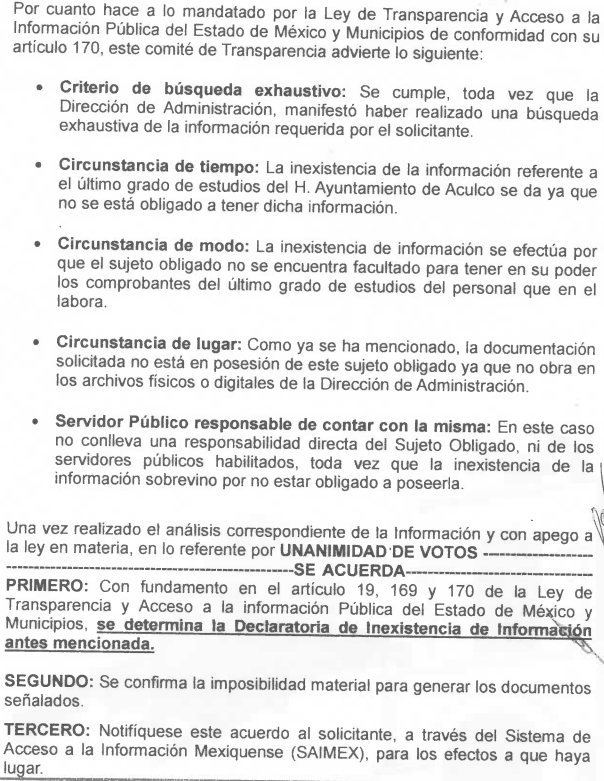 Por cuanto hace a lo mandatado por la Ley de Transparencia y Acceso a la
Información Pública del Estado de México y Municipios de conformidad con su
artículo 170, este comité de Transparencia advierte lo siguiente:
• Criterio de búsqueda exhaustivo: Se cumple, toda vez que la
Dirección de Administración, manifestó haber realizado una búsqueda
exhaustiva de la información requerida por el solicitante.
• Circunstancia de tiempo: La inexistencia de la información referente a
el último grado de estudios del H. Ayuntamiento de Aculco se da ya que
no se está obligado a tener dicha información.
• Circunstancia de modo: La inexistencia de información se efectúa por
que el sujeto obligado no se encuentra facultado para tener en su poder
los comprobantes del último grado de estudios del personal que en el
labora.
• Circunstancia de lugar: Como ya se ha mencionado, la documentación
solicitada no está en posesión de este sujeto obligado ya que no obra en
los archivos físicos o digitales de la Dirección de Administración.
• Servidor Público responsable de contar con la misma: En este caso
no conlleva una responsabilidad directa del Sujeto Obligado, ni de los
servidores públicos habilitados, toda vez que la inexistencia de la
información sobrevino por no estar obligado a poseerla.
Una vez realizado el análisis correspondiente de la Información y con apego a
la ley en materia, en lo referente por UNANIMIDAD DE VOTOS --------------------
----------------------------------------------------SE ACUERDA----------------------------------
PRIMERO: Con fundamento en el artículo 19, 169 y 170 de la Ley de
Transparencia y Acceso a la información Pública del Estado de México y
Municipios, se determina la Declaratoria de Inexistencia de Información
antes mencionada.
SEGUNDO: Se confirma la imposibilidad material para generar los documentos
señalados.
TERCERO: Notifíquese este acuerdo al solicitante, a través del Sistema de
Acceso a la Información Mexiquense (SAIMEX), para los efectos a que haya
lugar.